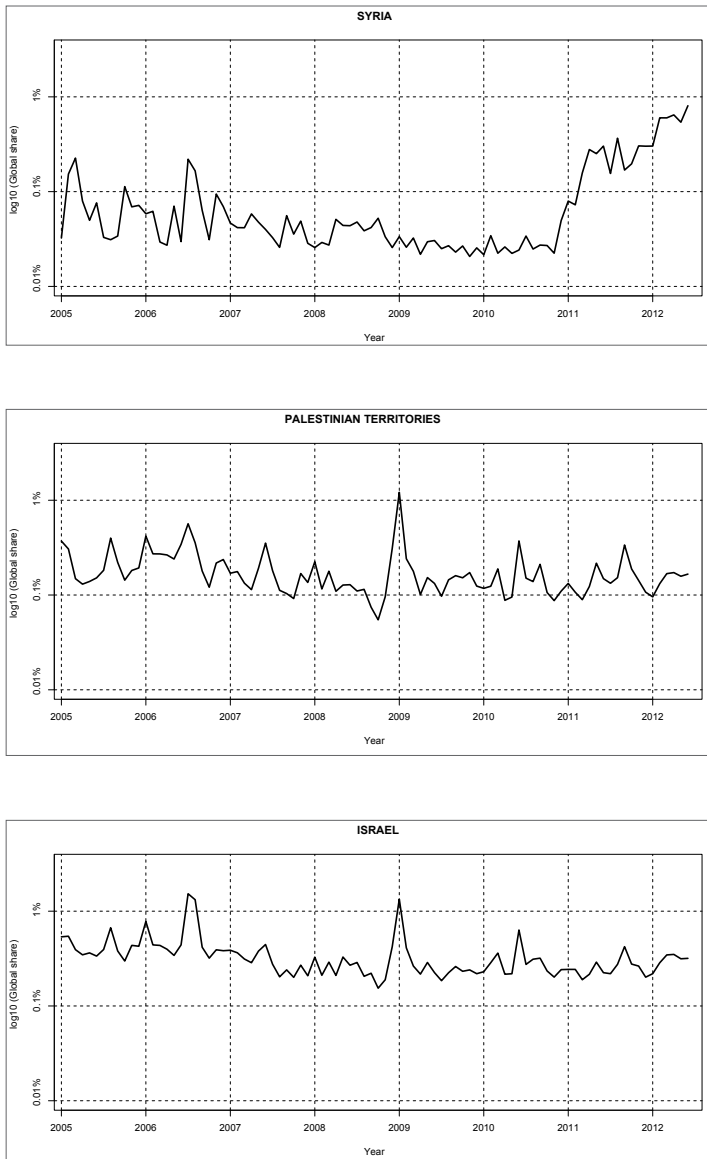 SYRIA
log10 (Global share)
1%
0.1%
0.01%
2005 2006 2007 2008 2009 2010 2011 2012
Year
PALESTINIAN TERRITORIES
log10 (Global share)
1%
0.1%
0.01%
2005 2006 2007 2008 2009 2010 2011 2012
Year
ISRAEL
log10 (Global share)
1%
0.1%
0.01%
2005 2006 2007 2008 2009 2010 2011 2012
Year